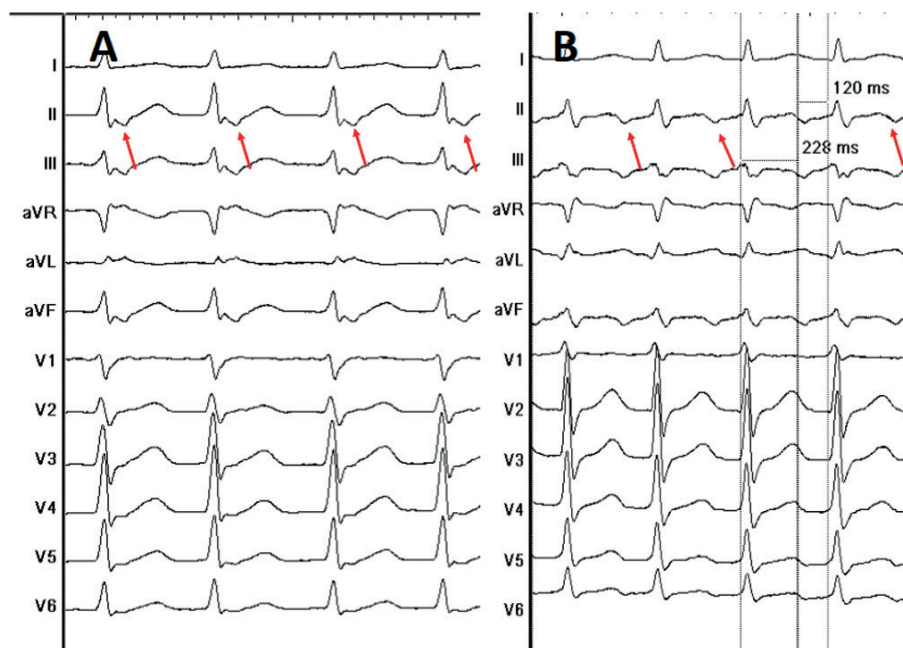 A
I
II
III
aVR
aVL
aVF
V1
V2
V3
V4
V5
V6
B
I
II
120 ms
III
228 ms
aVR
aVL
aVF
V1
V2
V3
V4
V5
V6